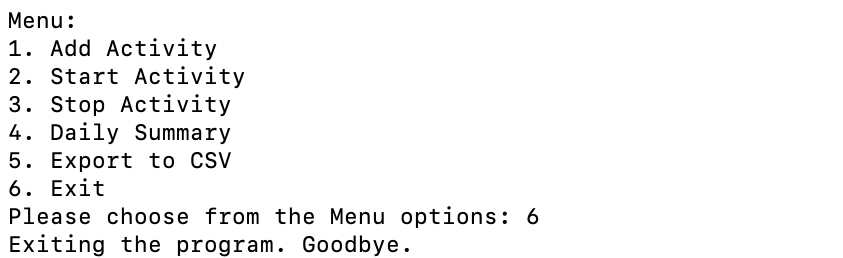 Menu:
1. Add Activity
2. Start Activity
3. Stop Activity
4. Daily Summary
5. Export to CSV
6. Exit
Please choose from the Menu options: 6
Exiting the program. Goodbye.